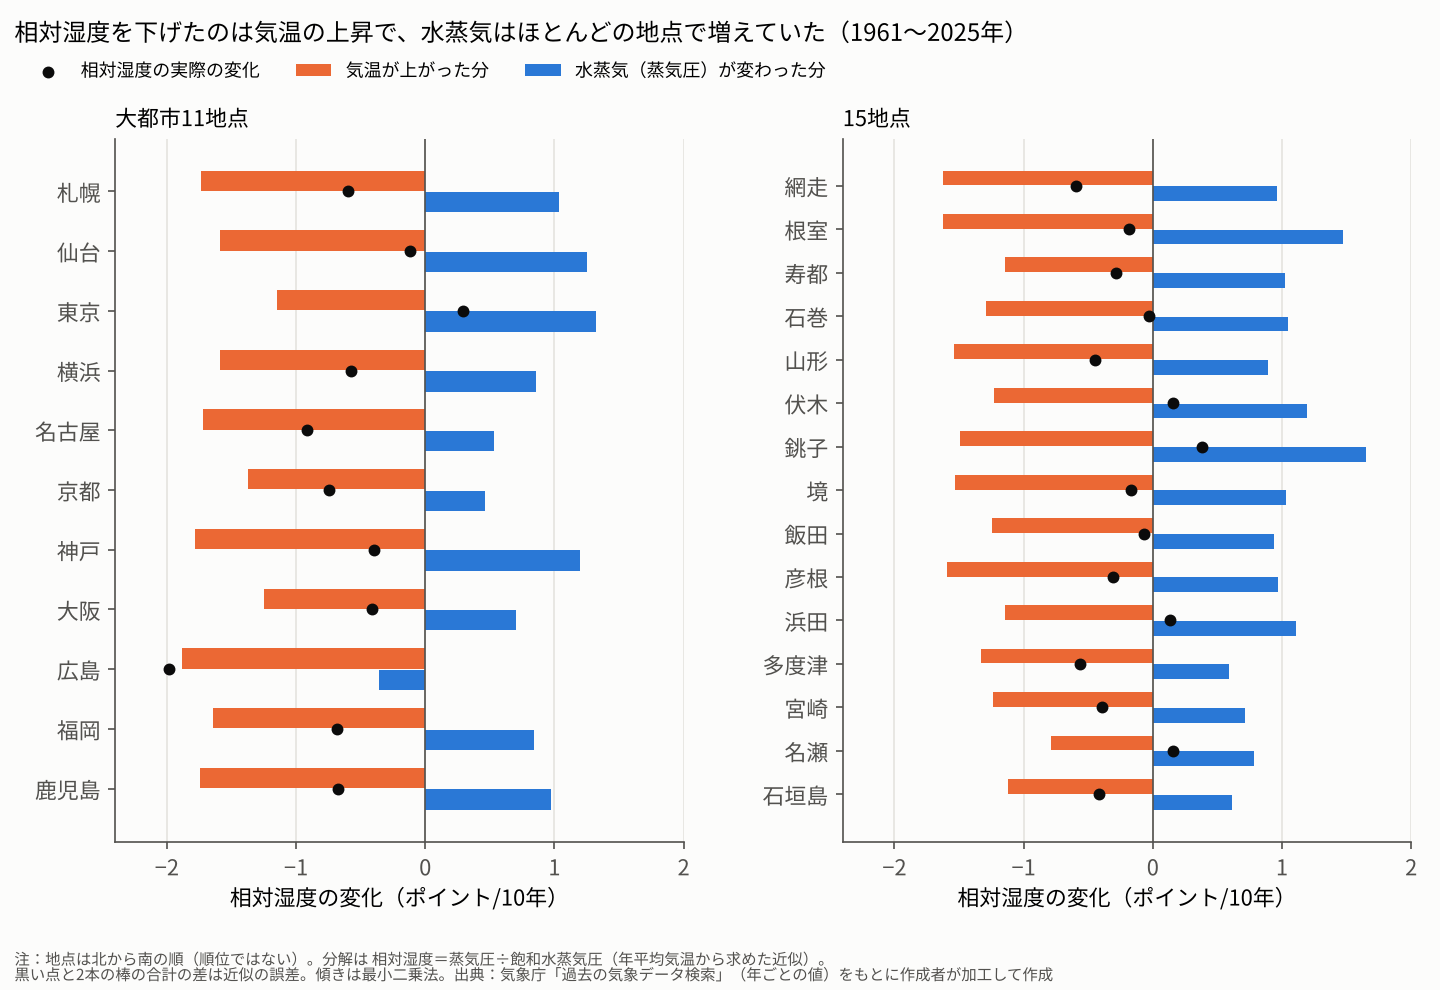 相対湿度を下げたのは気温の上昇で、水蒸気はほとんどの地点で増えていた（1961〜2025年）
相対湿度の実際の変化
気温が上がった分
水蒸気（蒸気圧）が変わった分
大都市11地点
札幌
仙台
東京
横浜
名古屋
京都
神戸
大阪
広島
福岡
鹿児島
−2
−1
0
1
2
相対湿度の変化（ポイント/10年）
15地点
網走
根室
寿都
石巻
山形
伏木
銚子
境
飯田
彦根
浜田
多度津
宮崎
名瀬
石垣島
−2
−1
0
1
2
相対湿度の変化（ポイント/10年）
注：地点は北から南の順（順位ではない）。分解は 相対湿度＝蒸気圧÷飽和水蒸気圧（年平均気温から求めた近似）。
黒い点と2本の棒の合計の差は近似の誤差。傾きは最小二乗法。出典：気象庁「過去の気象データ検索」（年ごとの値）をもとに作成者が加工して作成